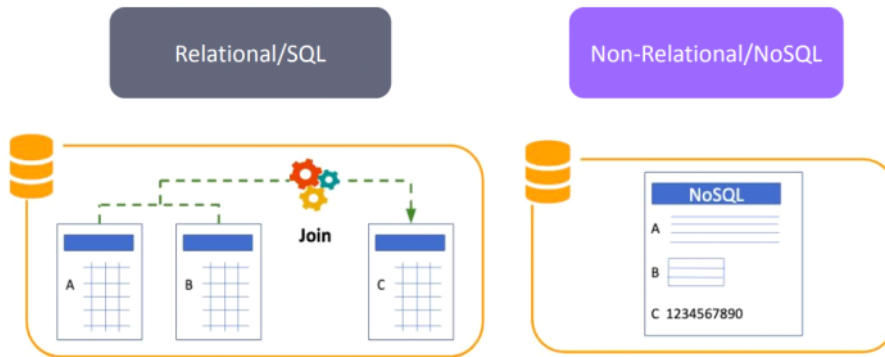 Relational/SQL
Non-Relational/NoSQL
Join
A
B
C
NoSQL
A
B
C 1234567890